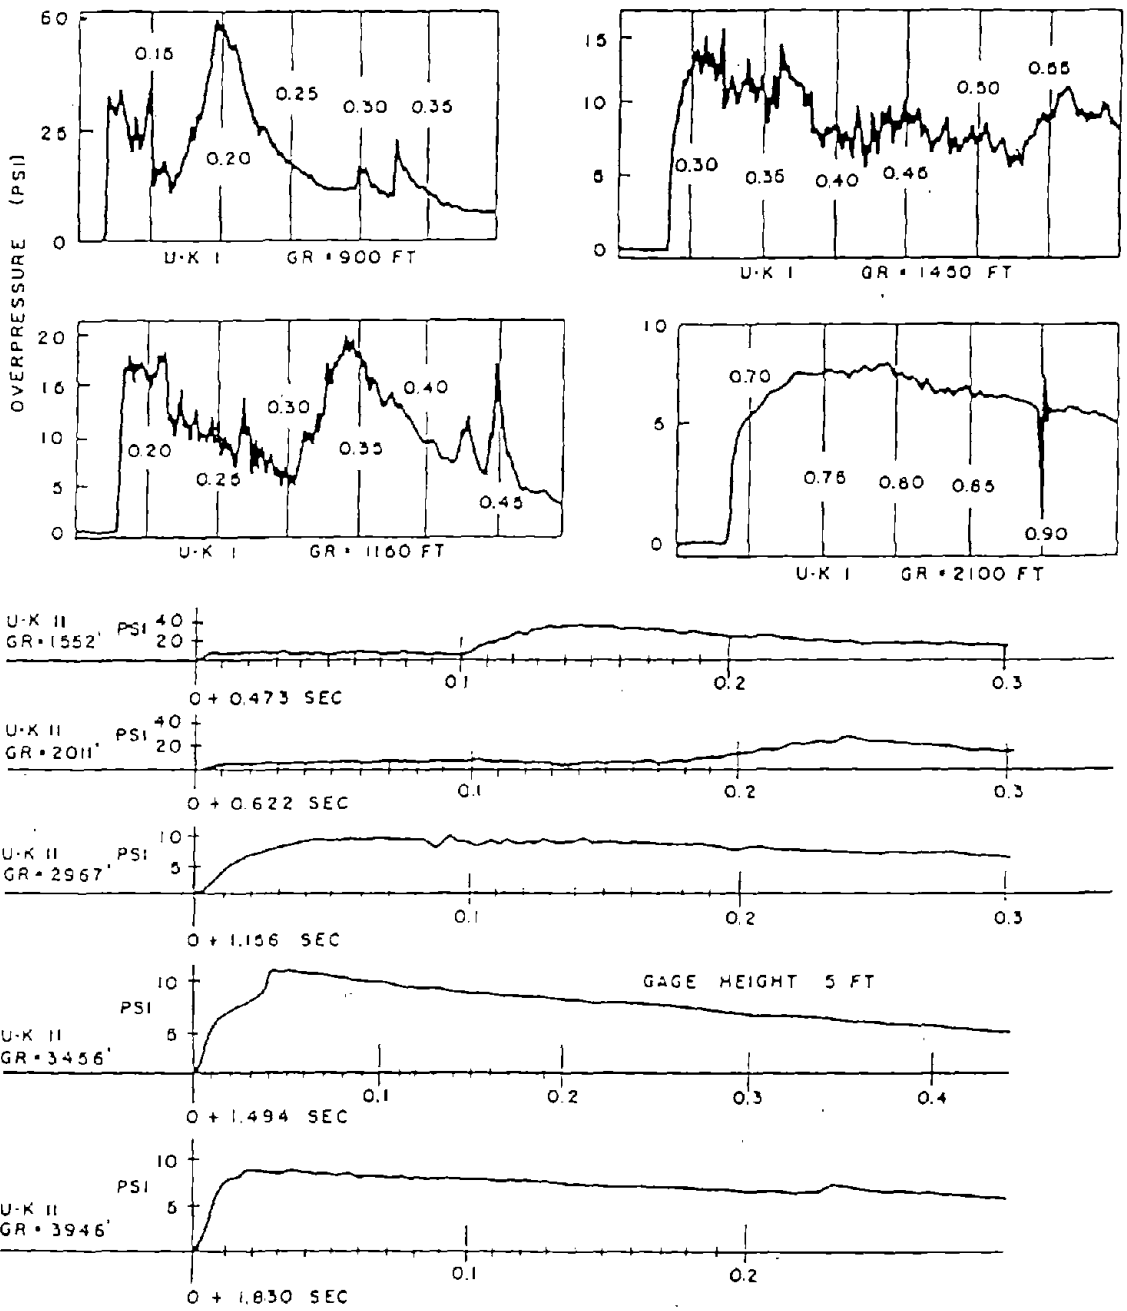 OVERPRESSURE (PSI)
50
25
0
0.15
0.20
0.25
0.30
0.35
U-K I GR = 900 FT
15
10
5
0
0.30
0.35
0.40
0.45
0.50
0.55
U-K I GR = 1450 FT
20
15
10
5
0
0.20
0.25
0.30
0.35
0.40
0.45
U-K I GR = 1160 FT
10
5
0
0.70
0.75
0.80
0.85
0.90
U-K I GR = 2100 FT
U-K II
GR = 1552'
PSI 40
20
0.1 0.2 0.3
0 + 0.473 SEC
U-K II
GR = 2011'
PSI 40
20
0.1 0.2 0.3
0 + 0.622 SEC
U-K II
GR = 2967'
PSI 10
5
0.1 0.2 0.3
0 + 1.156 SEC
GAGE HEIGHT 5 FT
U-K II
GR = 3456'
PSI 10
5
0.1 0.2 0.3 0.4
0 + 1.494 SEC
U-K II
GR = 3946'
PSI 10
5
0.1 0.2
0 + 1.830 SEC